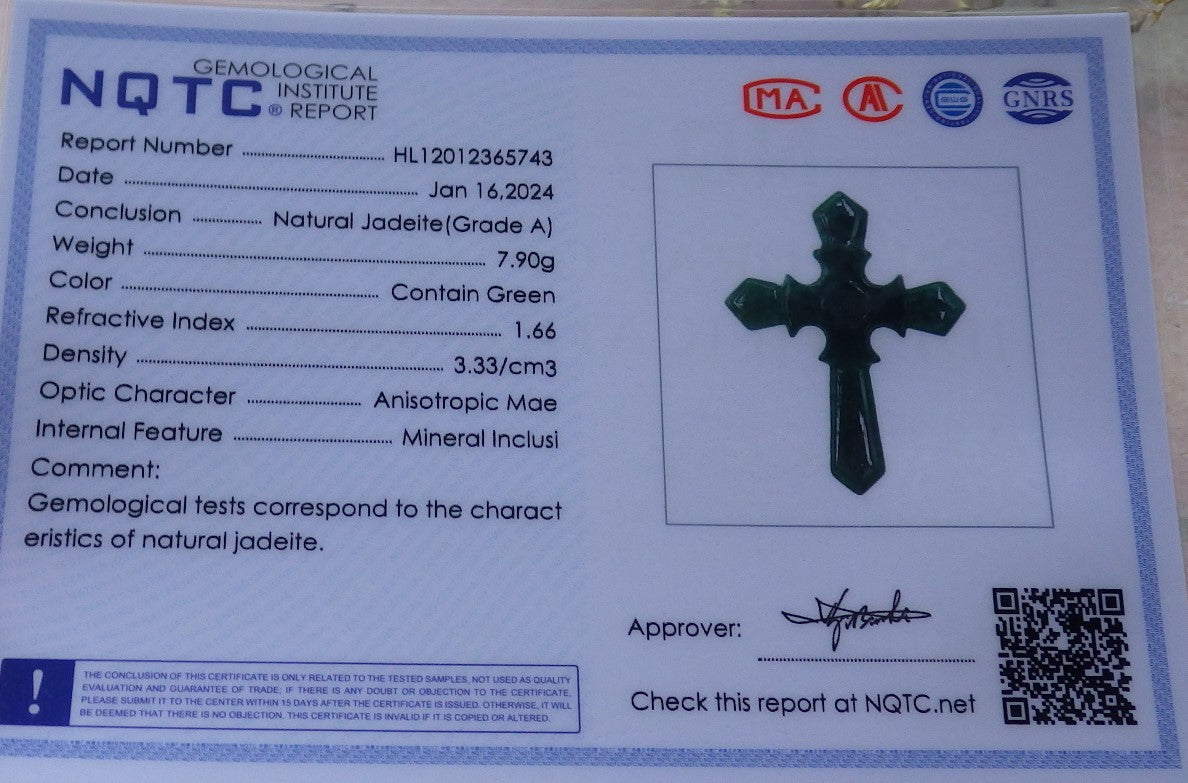 NQTC® GEMOLOGICAL
INSTITUTE
REPORT
MA
GNRS
Report Number HL12012365743
Date Jan 16,2024
Conclusion Natural Jadeite(Grade A)
Weight 7.90g
Color Contain Green
Refractive Index 1.66
Density 3.33/cm3
Optic Character Anisotropic Mae
Internal Feature Mineral Inclusi
Comment:
Gemological tests correspond to the charact
eristics of natural jadeite.
Approver:
Check this report at NQTC.net
!
THE CONCLUSION OF THIS CERTIFICATE IS ONLY RELATED TO THE TESTED SAMPLES, NOT USED AS QUALITY
EVALUATION AND GUARANTEE OF TRADE; IF THERE IS ANY DOUBT OR OBJECTION TO THE CERTIFICATE,
PLEASE SUBMIT IT TO THE CENTER WITHIN 15 DAYS AFTER THE CERTIFICATE IS ISSUED. OTHERWISE, IT WILL
BE DEEMED THAT THERE IS NO OBJECTION. THIS CERTIFICATE IS INVALID IF IT IS COPIED OR ALTERED.